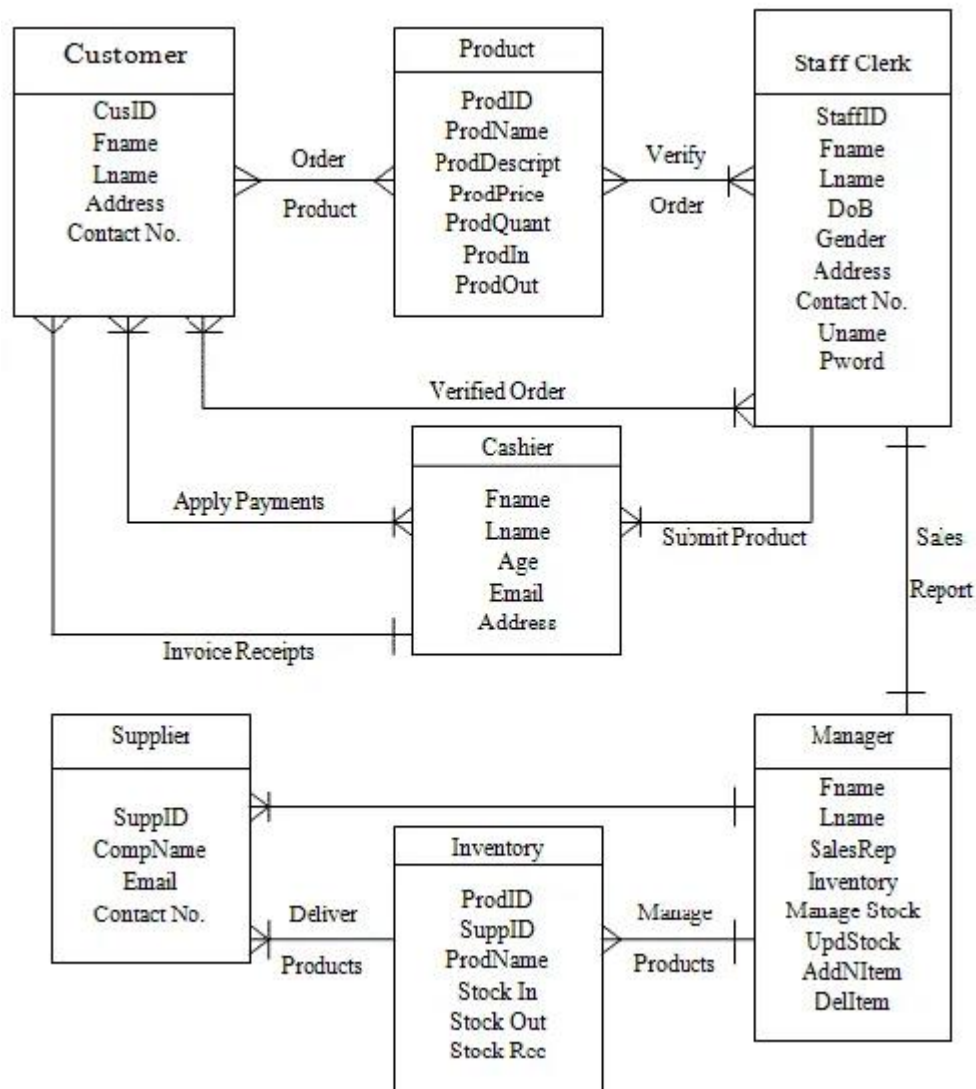 Customer
CusID
Fname
Lname
Address
Contact No.
Order
Product
Product
ProdID
ProdName
ProdDescript
ProdPrice
ProdQuant
ProdIn
ProdOut
Verify
Order
Staff Clerk
StaffID
Fname
Lname
DoB
Gender
Address
Contact No.
Uname
Pword
Verified Order
Cashier
Fname
Lname
Age
Email
Address
Apply Payments
Submit Product
Sales
Report
Invoice Receipts
Supplier
SuppID
CompName
Email
Contact No.
Deliver
Products
Inventory
ProdID
SuppID
ProdName
Stock In
Stock Out
Stock Rec
Manage
Products
Manager
Fname
Lname
SalesRep
Inventory
Manage Stock
UpdStock
AddNItem
DelItem